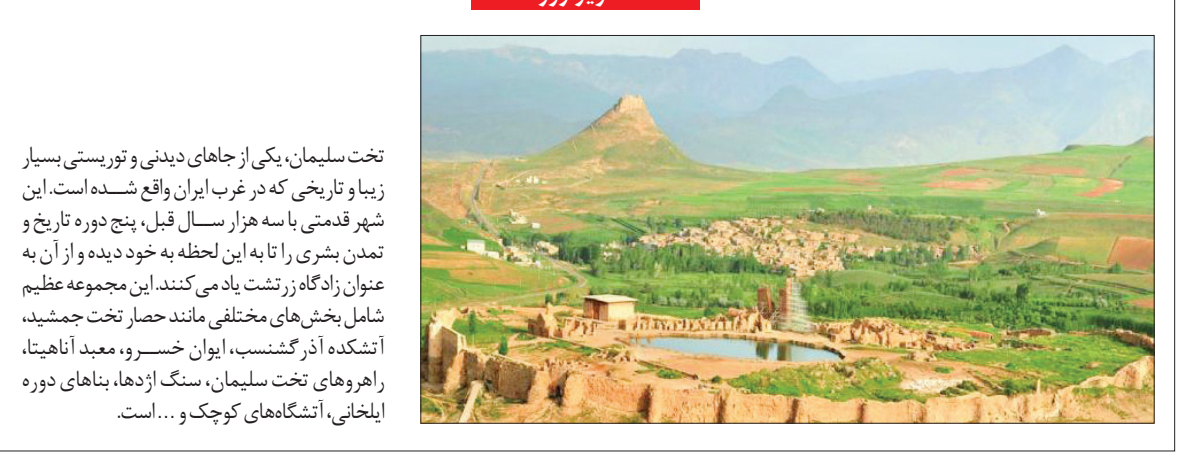 تخت سلیمان، یکی از جاهای دیدنی و توریستی بسیار
زیبا و تاریخی که در غرب ایران واقع شده است. این
شهر قدمتی با سه هزار سال قبل، پنج دوره تاریخ و
تمدن بشری را تا به این لحظه به خود دیده و از آن به
عنوان زادگاه زرتشت یاد می‌کنند. این مجموعه عظیم
شامل بخش‌های مختلفی مانند حصار تخت جمشید،
آتشکده آذر گشنسب، ایوان خسرو، معبد آناهیتا،
راهروهای تخت سلیمان، سنگ اژدها، بناهای دوره
ایلخانی، آتشگاه‌های کوچک و ... است.